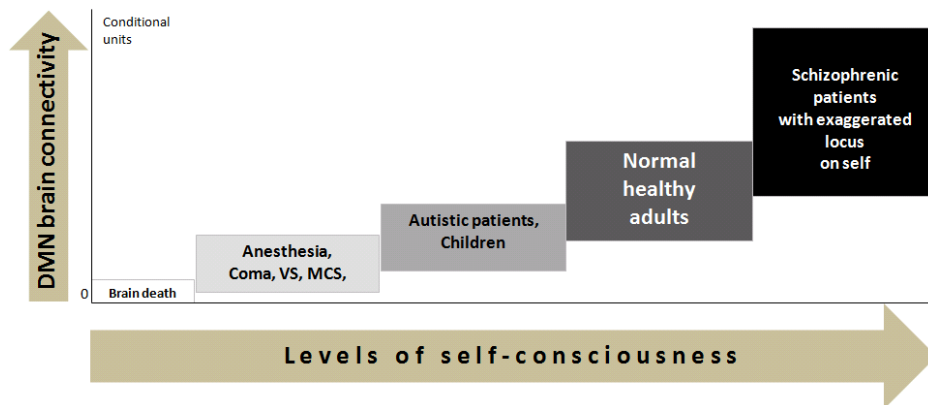 Conditional
units
DMN brain connectivity
0
Brain death
Anesthesia,
Coma, VS, MCS,
Autistic patients,
Children
Normal
healthy
adults
Schizophrenic
patients
with exaggerated
locus
on self
Levels of self-consciousness